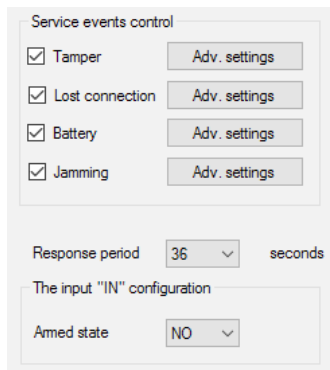 Service events control
Tamper Adv. settings
Lost connection Adv. settings
Battery Adv. settings
Jamming Adv. settings
Response period 36 seconds
The input "IN" configuration
Armed state NO